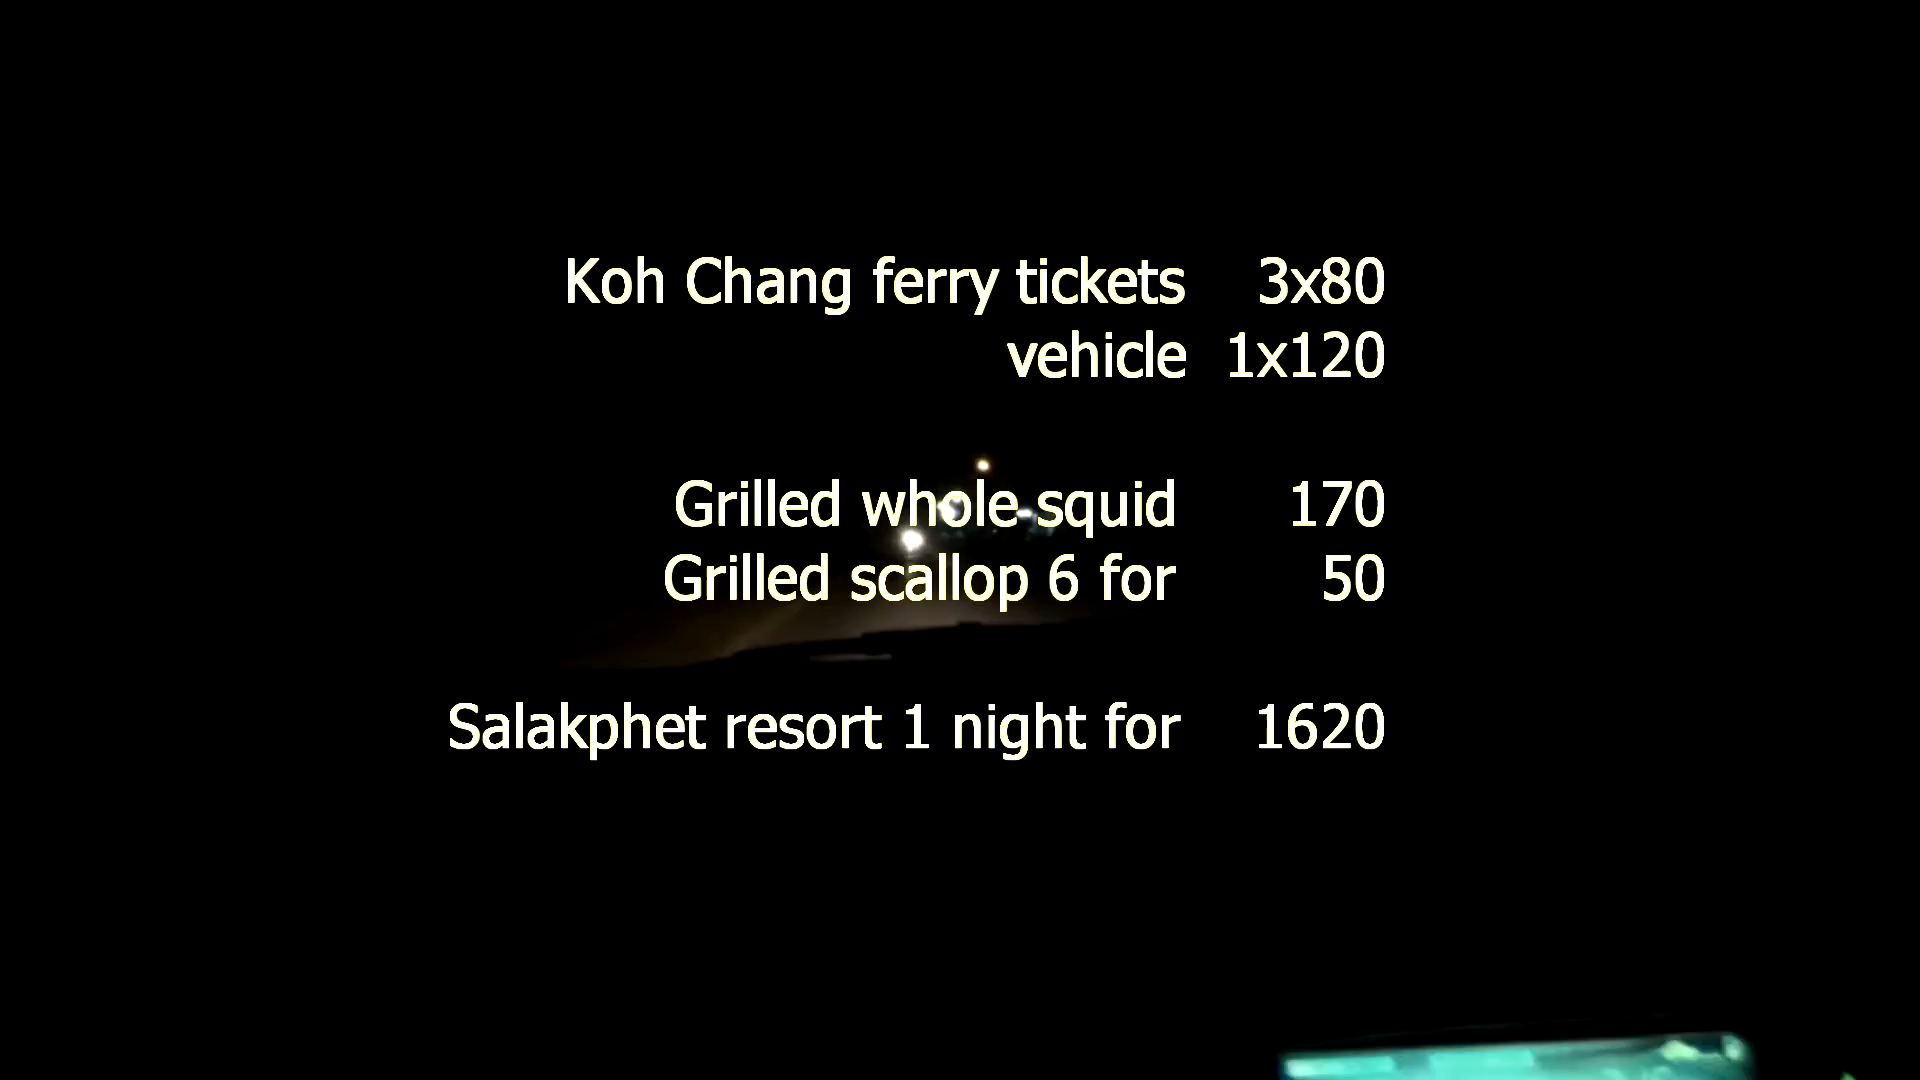 Koh Chang ferry tickets 3x80
vehicle 1x120
Grilled whole squid 170
Grilled scallop 6 for 50
Salakphet resort 1 night for 1620